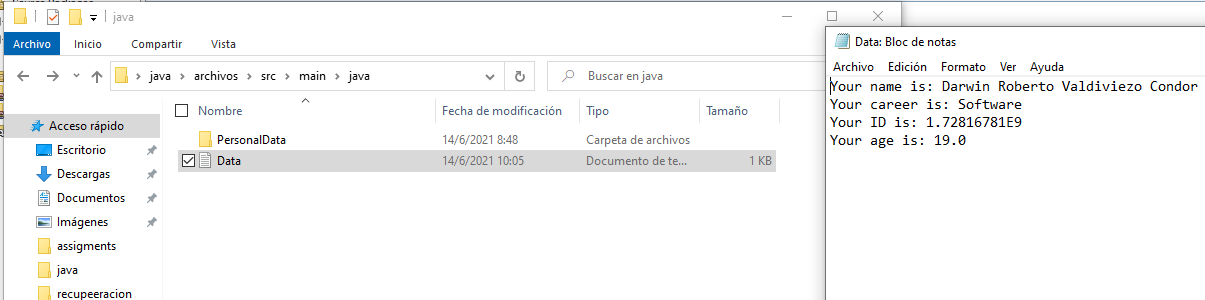 java
Archivo Inicio Compartir Vista
java archivos src main java
Buscar en java
Nombre Fecha de modificación Tipo Tamaño
Acceso rápido
Escritorio
Descargas
Documentos
Imágenes
assigments
java
recupeeracion
PersonalData 14/6/2021 8:48 Carpeta de archivos
Data 14/6/2021 10:05 Documento de te... 1 KB
Data: Bloc de notas
Archivo Edición Formato Ver Ayuda
Your name is: Darwin Roberto Valdiviezo Condor
Your career is: Software
Your ID is: 1.72816781E9
Your age is: 19.0